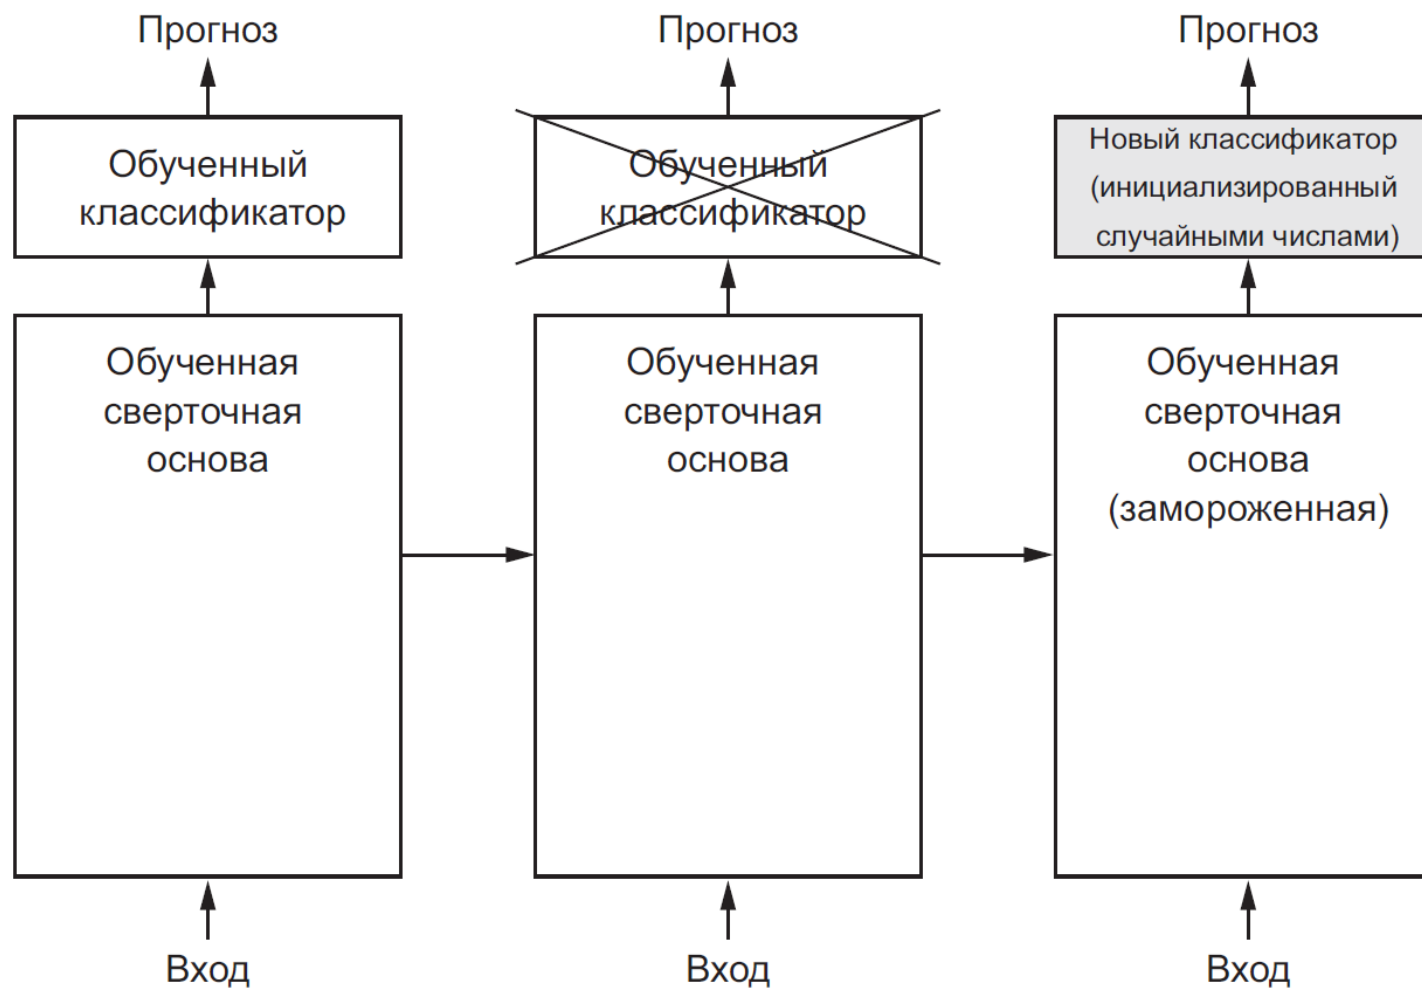 Прогноз
Обученный
классификатор
Обученная
сверточная
основа
Вход
Прогноз
Обученный
классификатор
Обученная
сверточная
основа
Вход
Прогноз
Новый классификатор
(инициализированный
случайными числами)
Обученная
сверточная
основа
(замороженная)
Вход